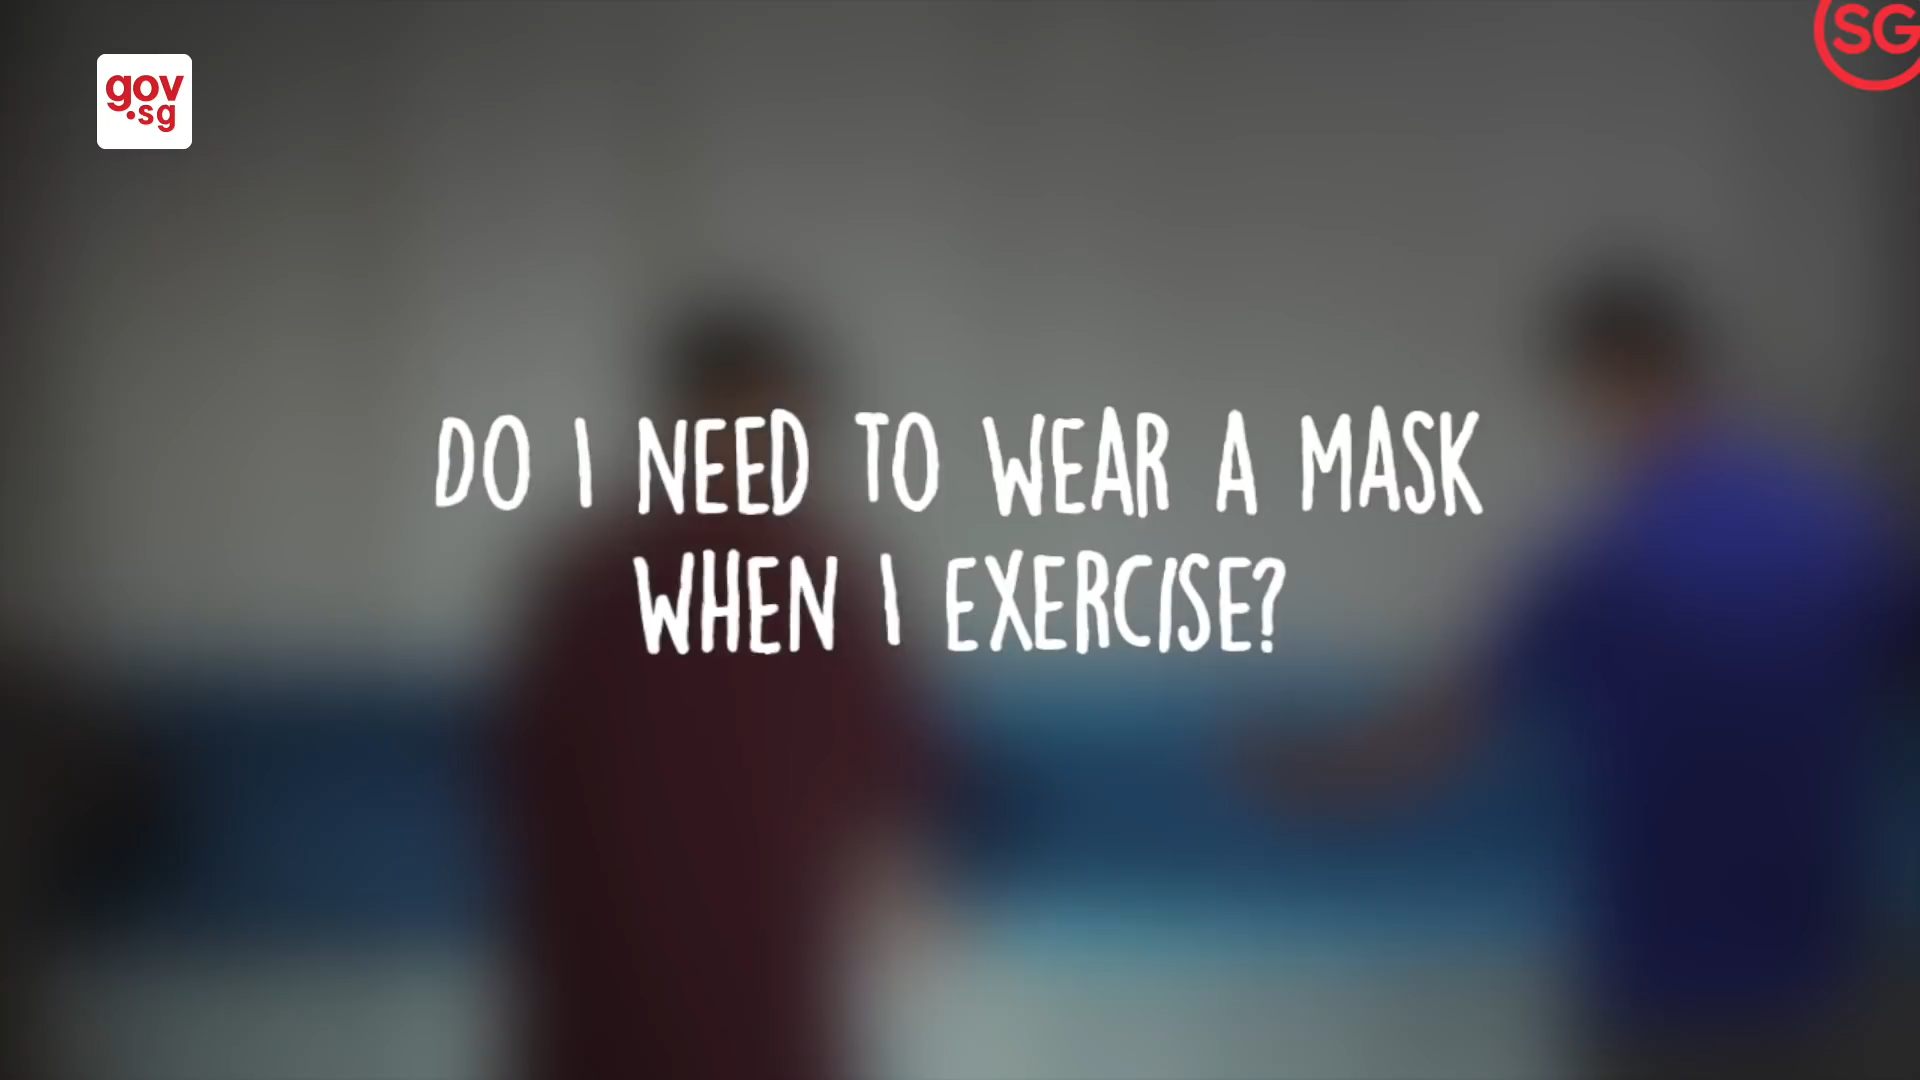 gov
.sg
SG
DO I NEED TO WEAR A MASK
WHEN I EXERCISE?